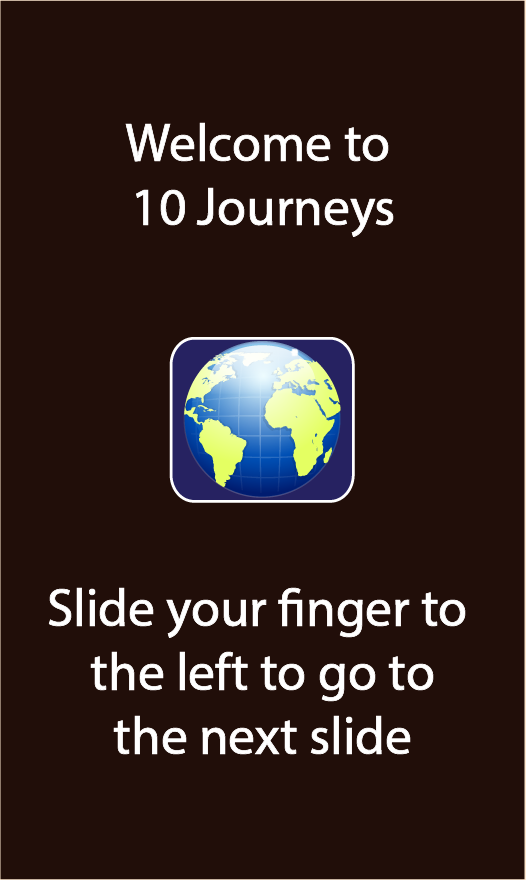 Welcome to
10 Journeys
Slide your finger to
the left to go to
the next slide